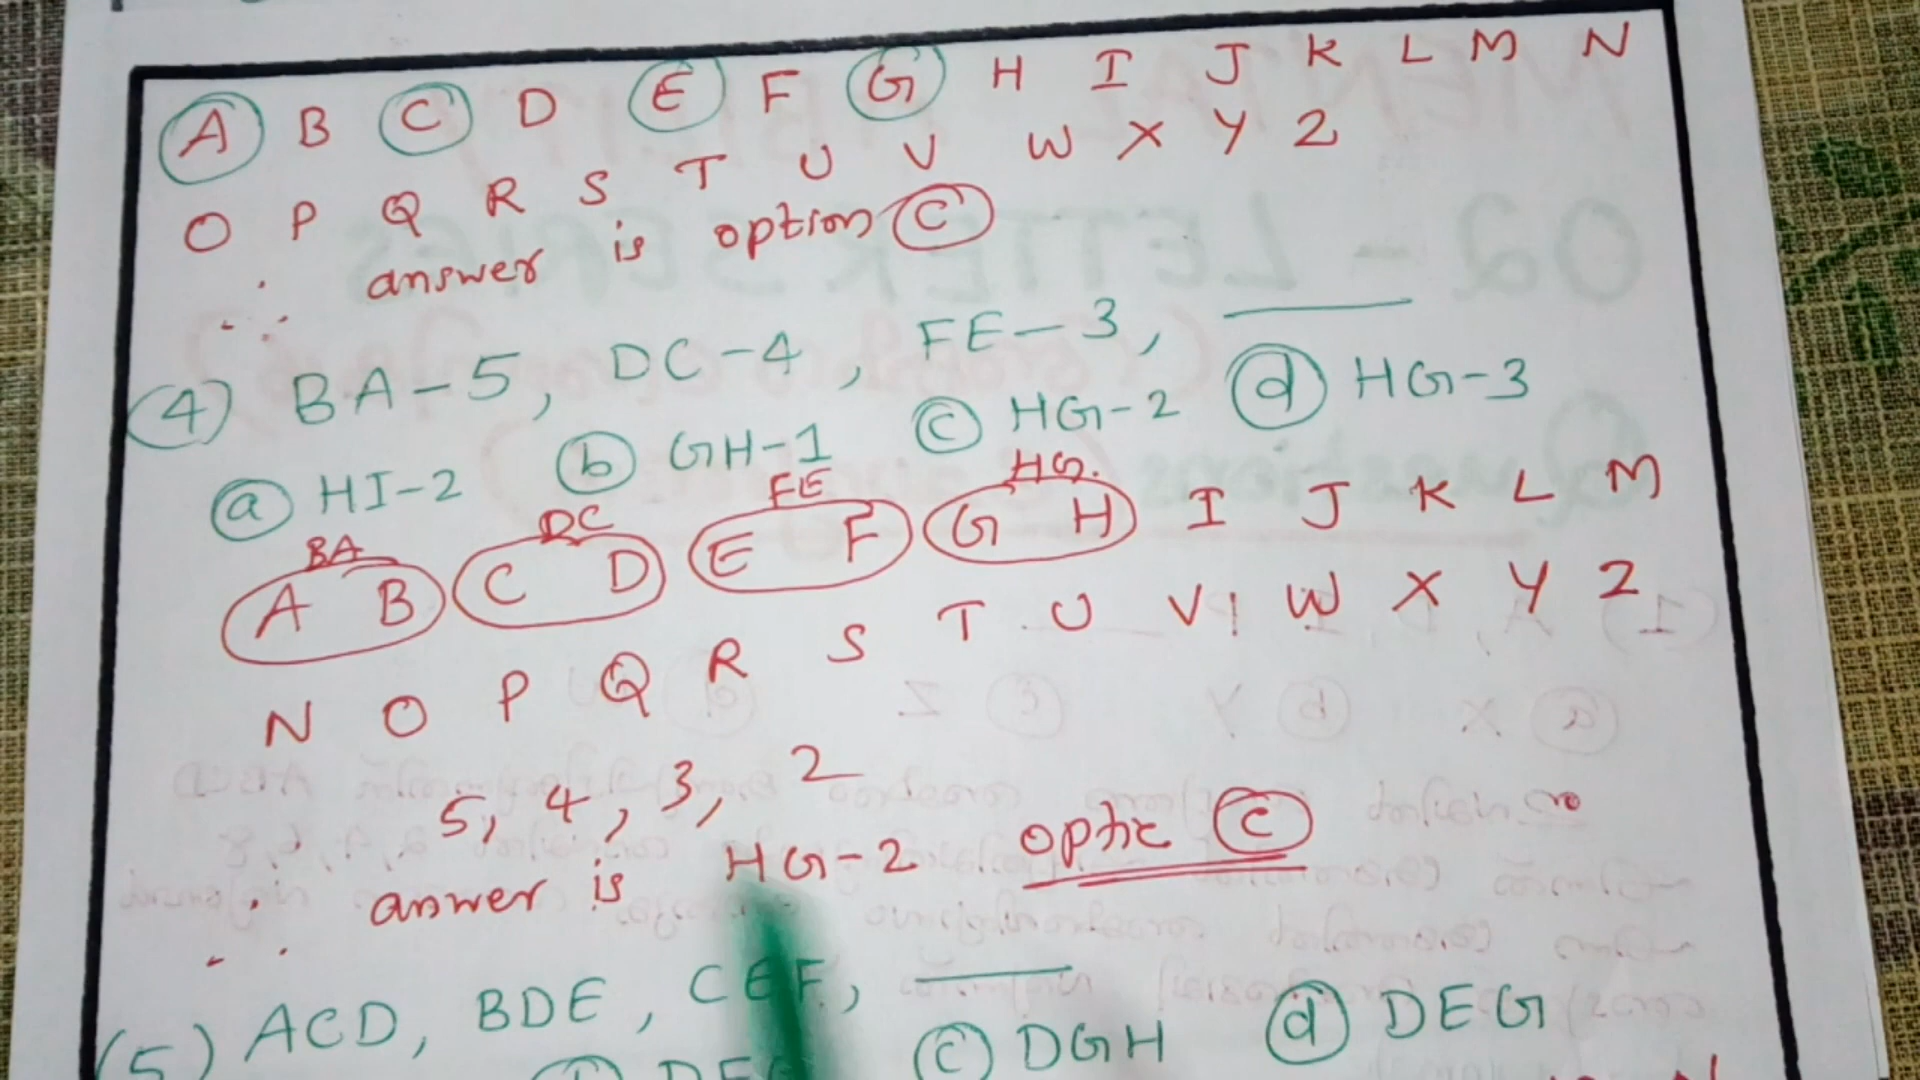 A B C D E F G H I J K L M N
O P Q R S T U V W X Y Z
∴ answer is option C
(4) BA-5, DC-4, FE-3, ____
a HI-2 b GH-1 c HG-2 d HG-3
BA DC FE HG.
A B C D E F G H I J K L M
N O P Q R S T U V W X Y Z
5, 4, 3, 2
∴ answer is HG-2 optic C
(5) ACD, BDE, CEF, ____
c DGH d DEG